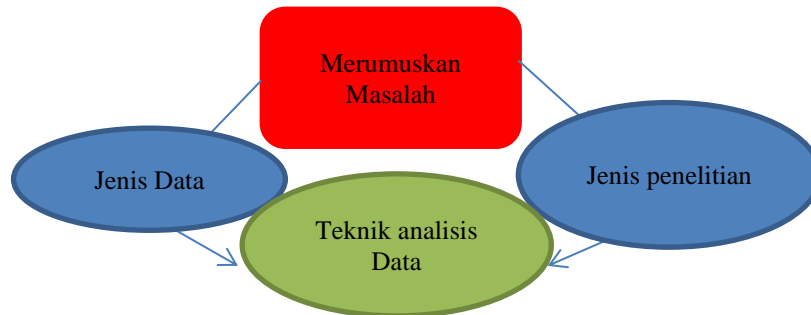 Merumuskan
Masalah
Jenis Data
Jenis penelitian
Teknik analisis
Data